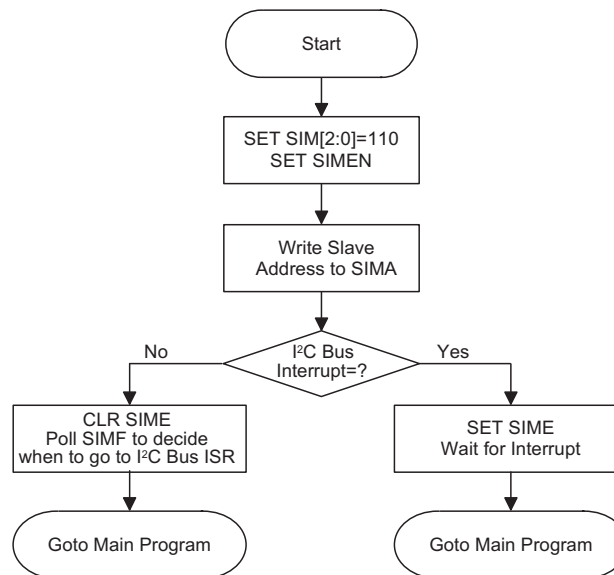 Start
SET SIM[2:0]=110
SET SIMEN
Write Slave
Address to SIMA
I²C Bus
Interrupt=?
No
Yes
CLR SIME
Poll SIMF to decide
when to go to I²C Bus ISR
SET SIME
Wait for Interrupt
Goto Main Program
Goto Main Program